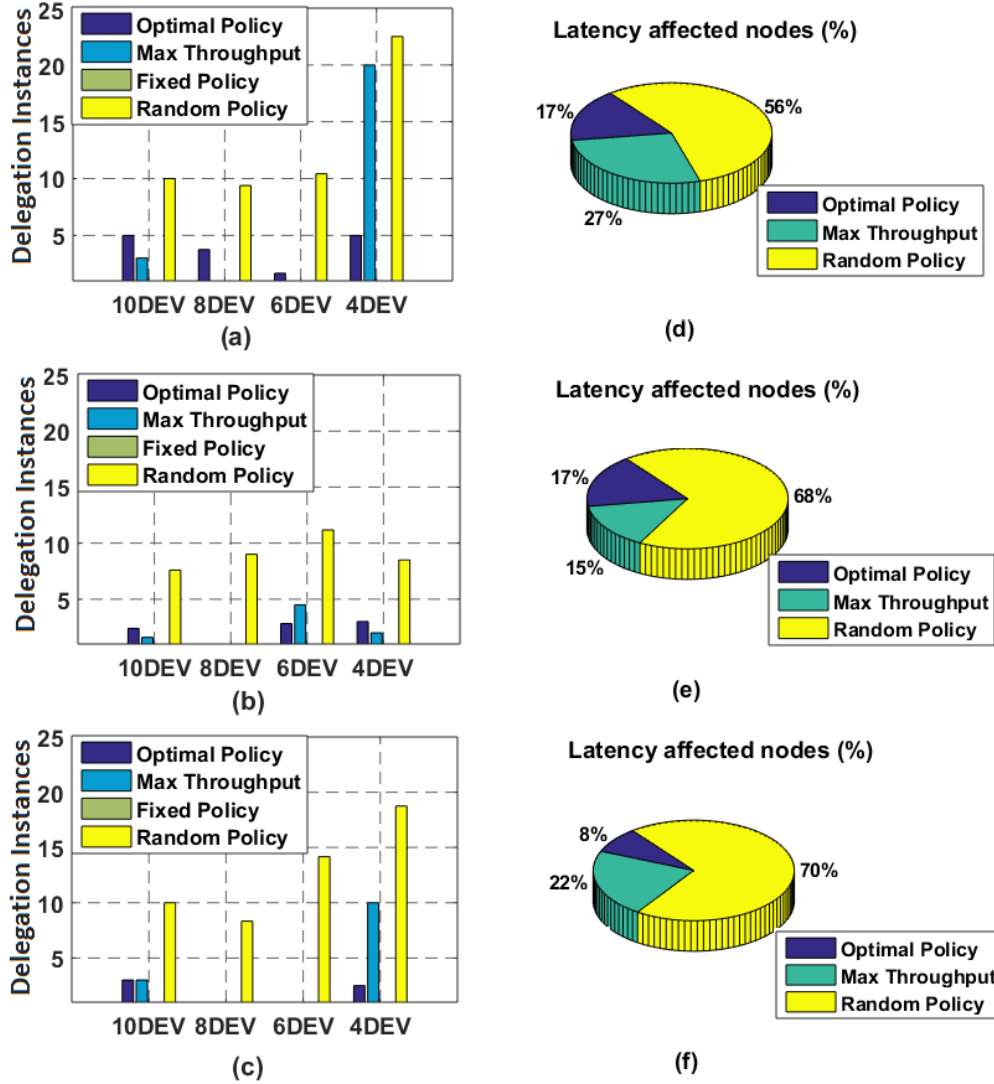 25
20
15
10
5
Delegation Instances
Optimal Policy
Max Throughput
Fixed Policy
Random Policy
10DEV 8DEV 6DEV 4DEV
(a)
Latency affected nodes (%)
17%
56%
27%
Optimal Policy
Max Throughput
Random Policy
(d)
25
20
15
10
5
Delegation Instances
Optimal Policy
Max Throughput
Fixed Policy
Random Policy
10DEV 8DEV 6DEV 4DEV
(b)
Latency affected nodes (%)
17%
68%
15%
Optimal Policy
Max Throughput
Random Policy
(e)
25
20
15
10
5
Delegation Instances
Optimal Policy
Max Throughput
Fixed Policy
Random Policy
10DEV 8DEV 6DEV 4DEV
(c)
Latency affected nodes (%)
8%
70%
22%
Optimal Policy
Max Throughput
Random Policy
(f)